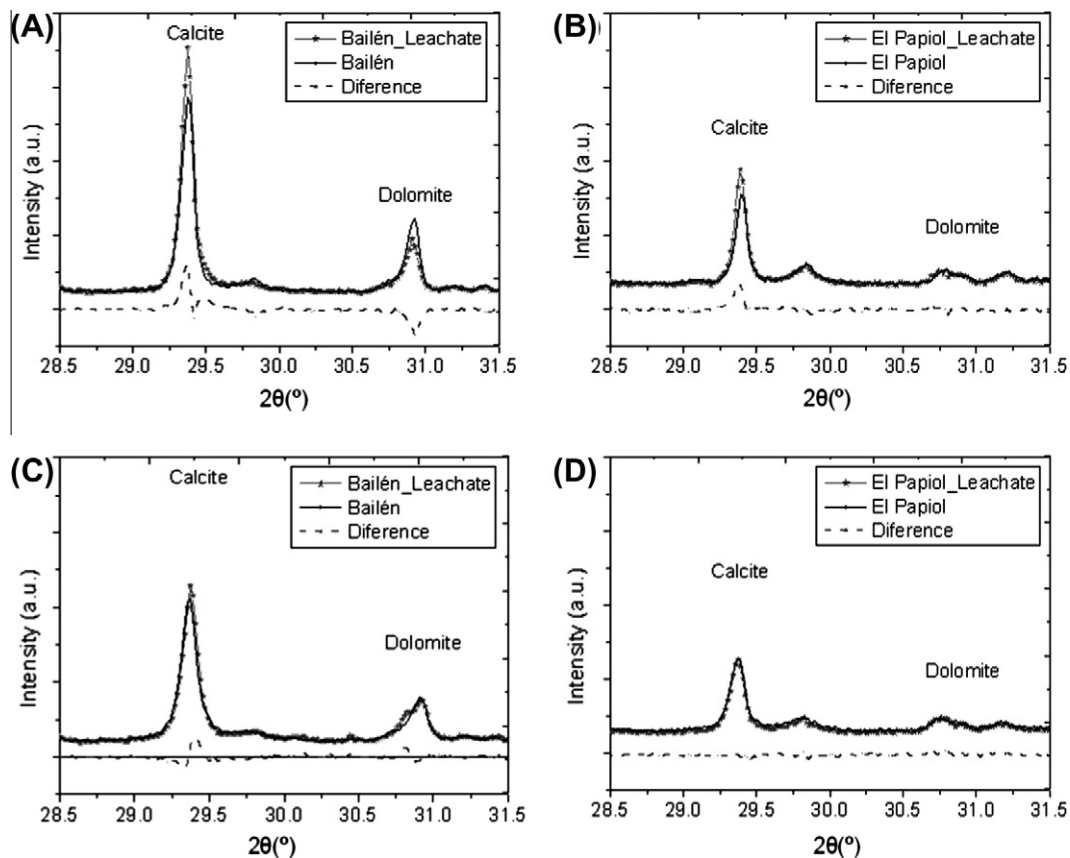 (A)
Calcite
Bailén_Leachate
Bailén
Diference
Dolomite
Intensity (a.u.)
28.5 29.0 29.5 30.0 30.5 31.0 31.5
2θ(º)
(B)
El Papiol_Leachate
El Papiol
Diference
Calcite
Dolomite
Intensity (a.u.)
28.5 29.0 29.5 30.0 30.5 31.0 31.5
2θ(º)
(C)
Calcite
Bailén_Leachate
Bailén
Diference
Dolomite
Intensity (a.u.)
28.5 29.0 29.5 30.0 30.5 31.0 31.5
2θ(º)
(D)
El Papiol_Leachate
El Papiol
Diference
Calcite
Dolomite
Intensity (a.u.)
28.5 29.0 29.5 30.0 30.5 31.0 31.5
2θ(º)